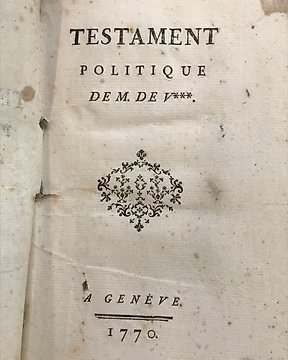 TESTAMENT
POLITIQUE
DE M. DE V***.
A GENÈVE.
1770.